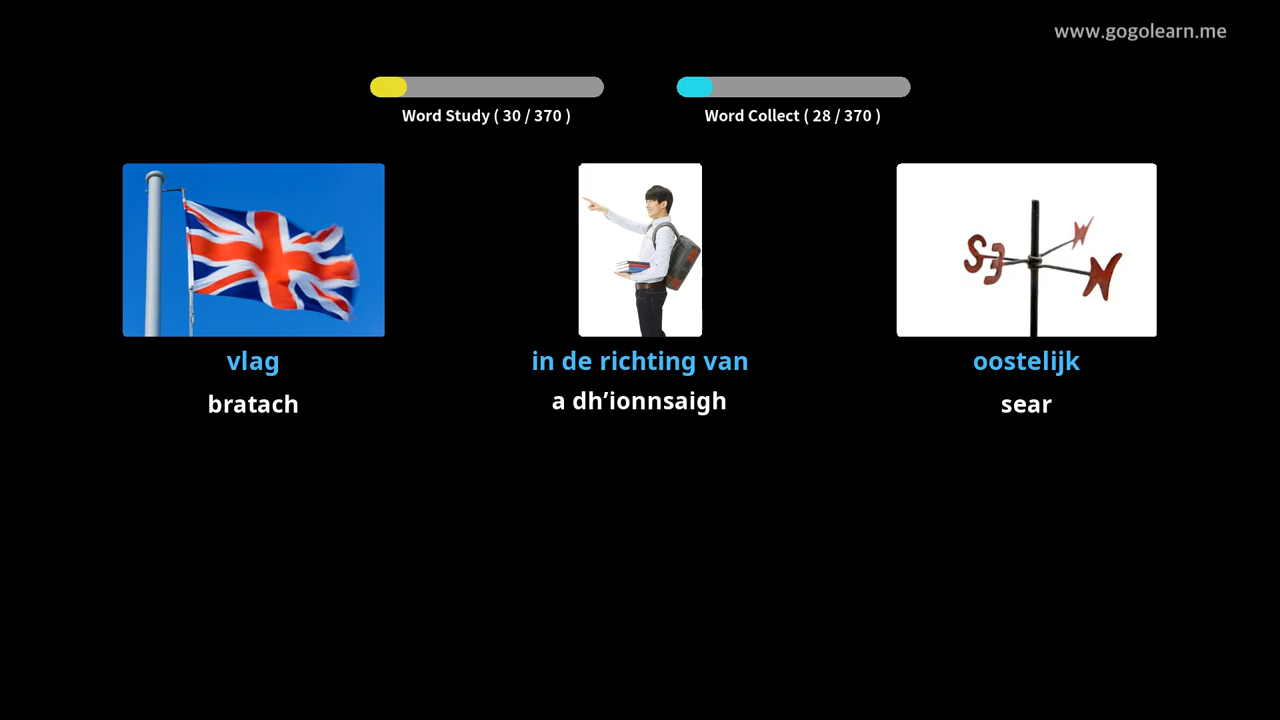 www.gogolearn.me
Word Study ( 30 / 370 )
Word Collect ( 28 / 370 )
S E N W
vlag
in de richting van
oostelijk
bratach
a dh’ionnsaigh
sear